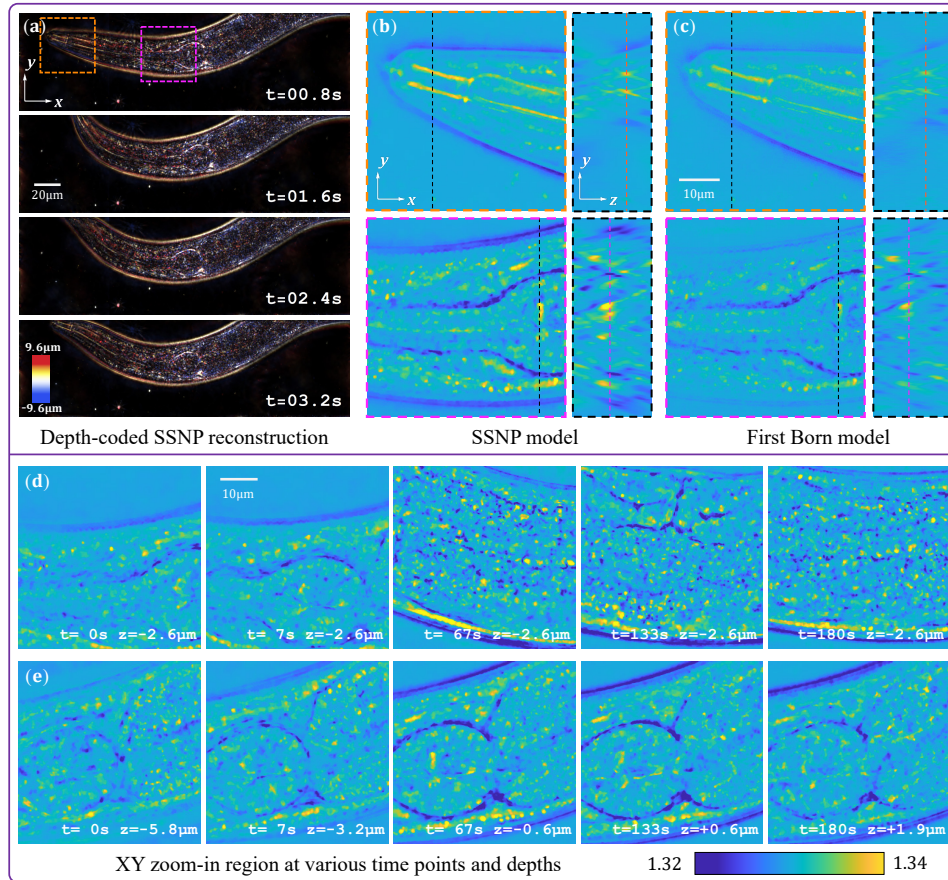 (a)
y
x
t=00.8s
20μm
t=01.6s
t=02.4s
9.6μm
-9.6μm
t=03.2s
Depth-coded SSNP reconstruction
(b)
y
x
y
z
SSNP model
(c)
10μm
First Born model
(d)
10μm
t= 0s z=-2.6μm
t= 7s z=-2.6μm
t= 67s z=-2.6μm
t=133s z=-2.6μm
t=180s z=-2.6μm
(e)
t= 0s z=-5.8μm
t= 7s z=-3.2μm
t= 67s z=-0.6μm
t=133s z=+0.6μm
t=180s z=+1.9μm
XY zoom-in region at various time points and depths
1.32
1.34